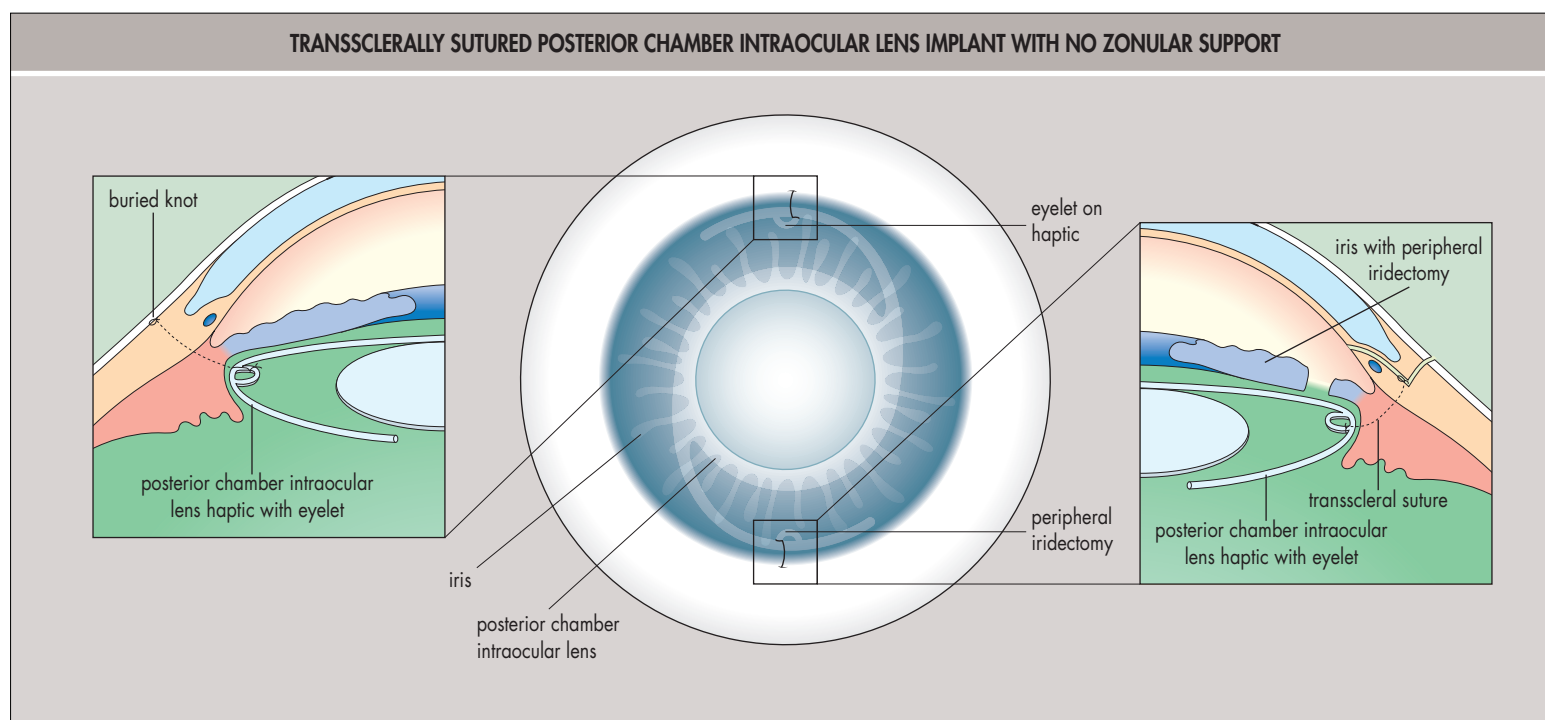 TRANSSCLERALLY SUTURED POSTERIOR CHAMBER INTRAOCULAR LENS IMPLANT WITH NO ZONULAR SUPPORT
buried knot
posterior chamber intraocular
lens haptic with eyelet
eyelet on
haptic
iris with peripheral
iridectomy
transscleral suture
posterior chamber intraocular
lens haptic with eyelet
peripheral
iridectomy
iris
posterior chamber
intraocular lens